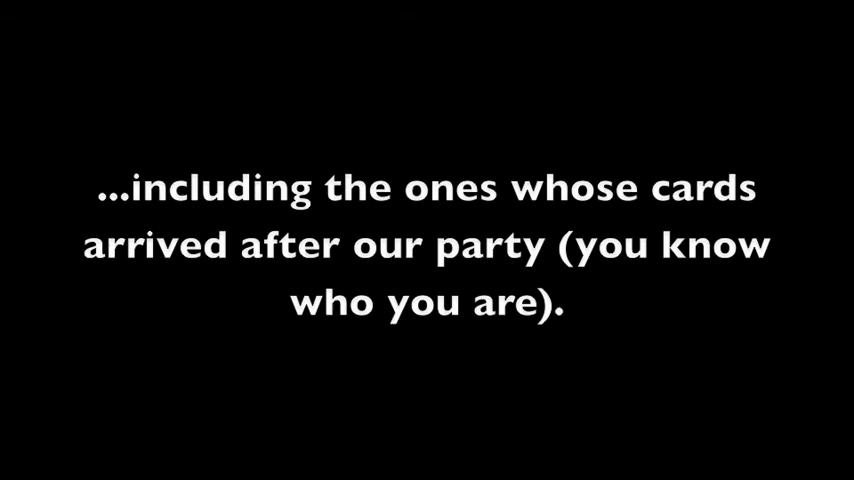 ...including the ones whose cards
arrived after our party (you know
who you are).